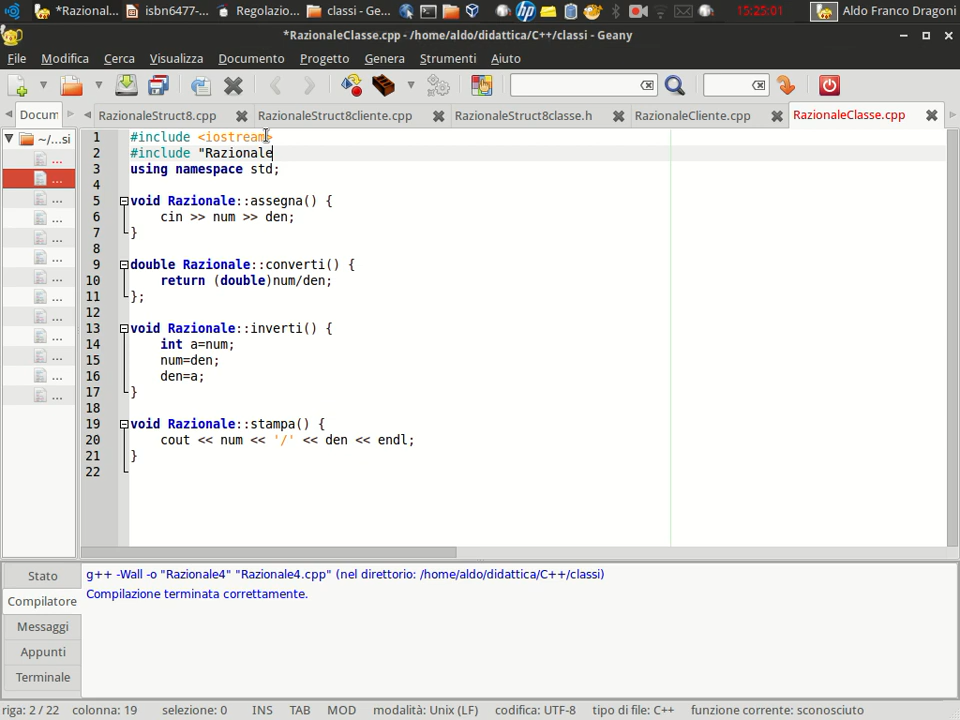 *Razional...
isbn6477-...
Regolazio...
classi - Ge...
15:25:01
Aldo Franco Dragoni
*RazionaleClasse.cpp - /home/aldo/didattica/C++/classi - Geany
File Modifica Cerca Visualizza Documento Progetto Genera Strumenti Aiuto
Docum
RazionaleStruct8.cpp
RazionaleStruct8cliente.cpp
RazionaleStruct8classe.h
RazionaleCliente.cpp
RazionaleClasse.cpp
~/...si
...
...
...
...
...
...
...
...
...
...
...
...
...
1 #include <iostream>
2 #include "Razionale
3 using namespace std;
4
5 void Razionale::assegna() {
6 cin >> num >> den;
7 }
8
9 double Razionale::converti() {
10 return (double)num/den;
11 };
12
13 void Razionale::inverti() {
14 int a=num;
15 num=den;
16 den=a;
17 }
18
19 void Razionale::stampa() {
20 cout << num << '/' << den << endl;
21 }
22
Stato
Compilatore
Messaggi
Appunti
Terminale
g++ -Wall -o "Razionale4" "Razionale4.cpp" (nel direttorio: /home/aldo/didattica/C++/classi)
Compilazione terminata correttamente.
riga: 2 / 22 colonna: 19 selezione: 0 INS TAB MOD modalità: Unix (LF) codifica: UTF-8 tipo di file: C++ funzione corrente: sconosciuto